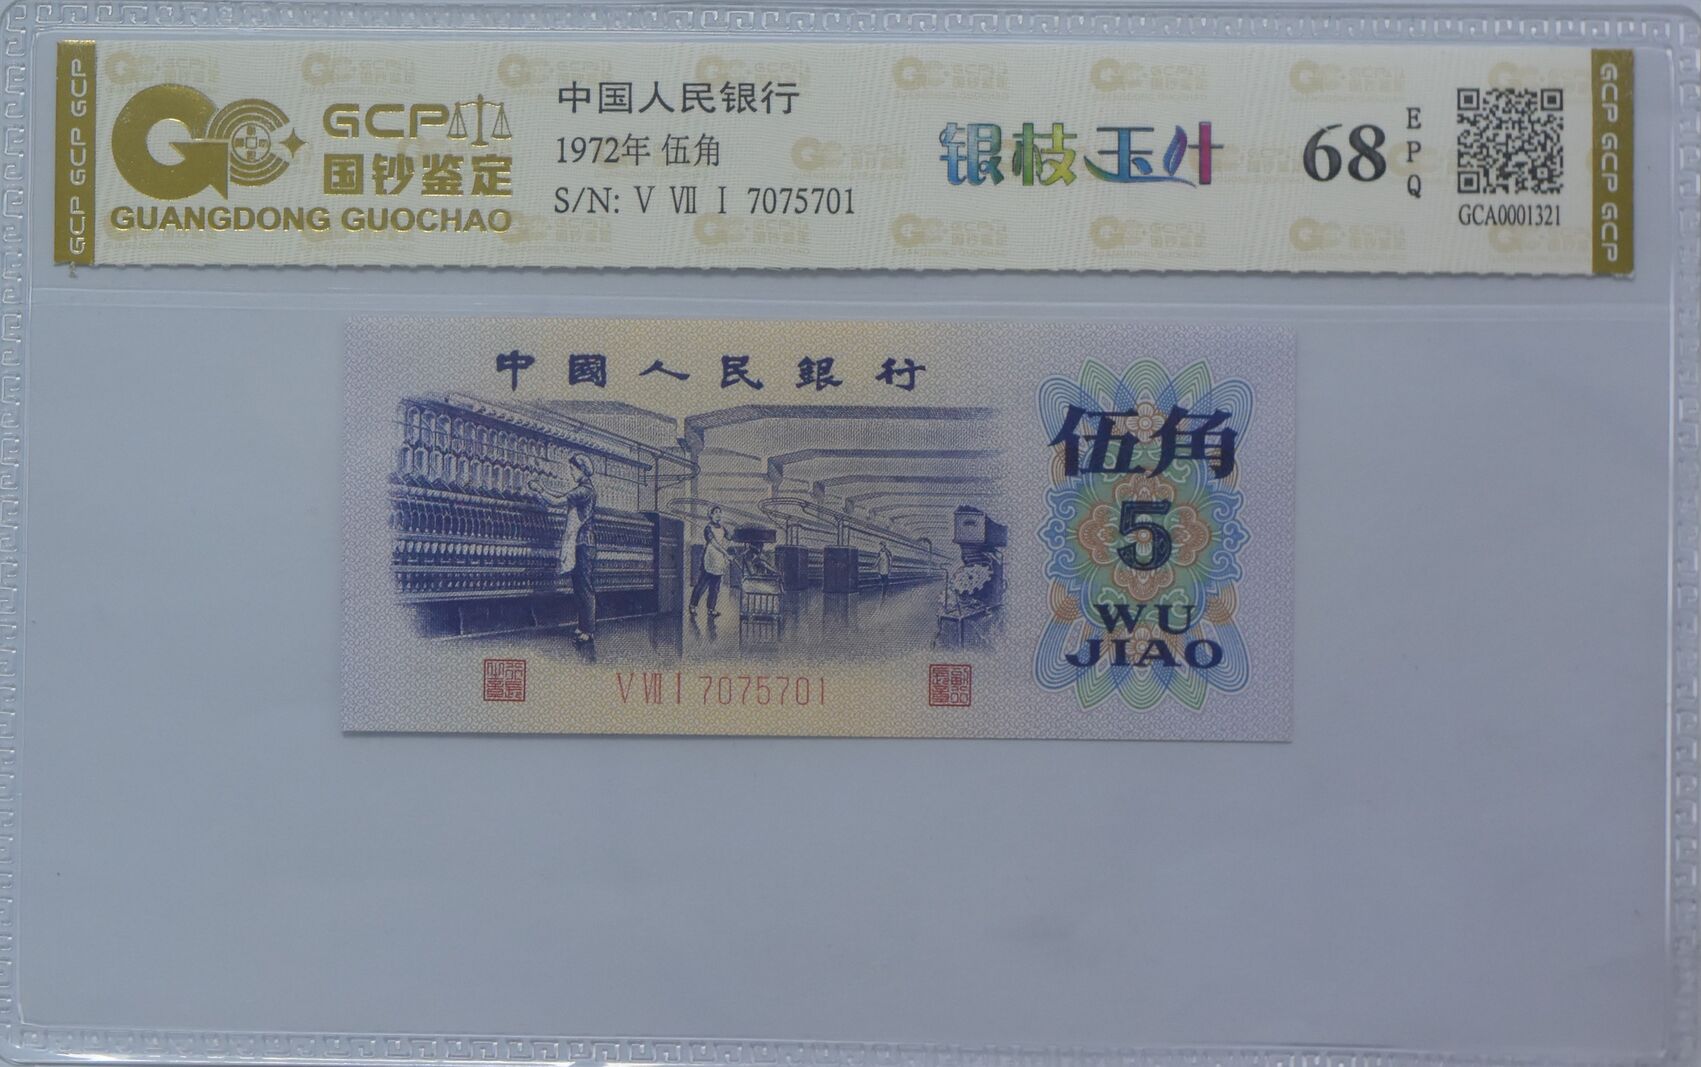 GCP GCP GCP
GCP
国钞鉴定
GUANGDONG GUOCHAO
中国人民银行
1972年 伍角
S/N: V Ⅶ Ⅰ 7075701
银枝玉叶
68
EPQ
GCA0001321
GCP GCP GCP
中國人民銀行
伍角
5
WU
JIAO
V Ⅶ Ⅰ 7075701